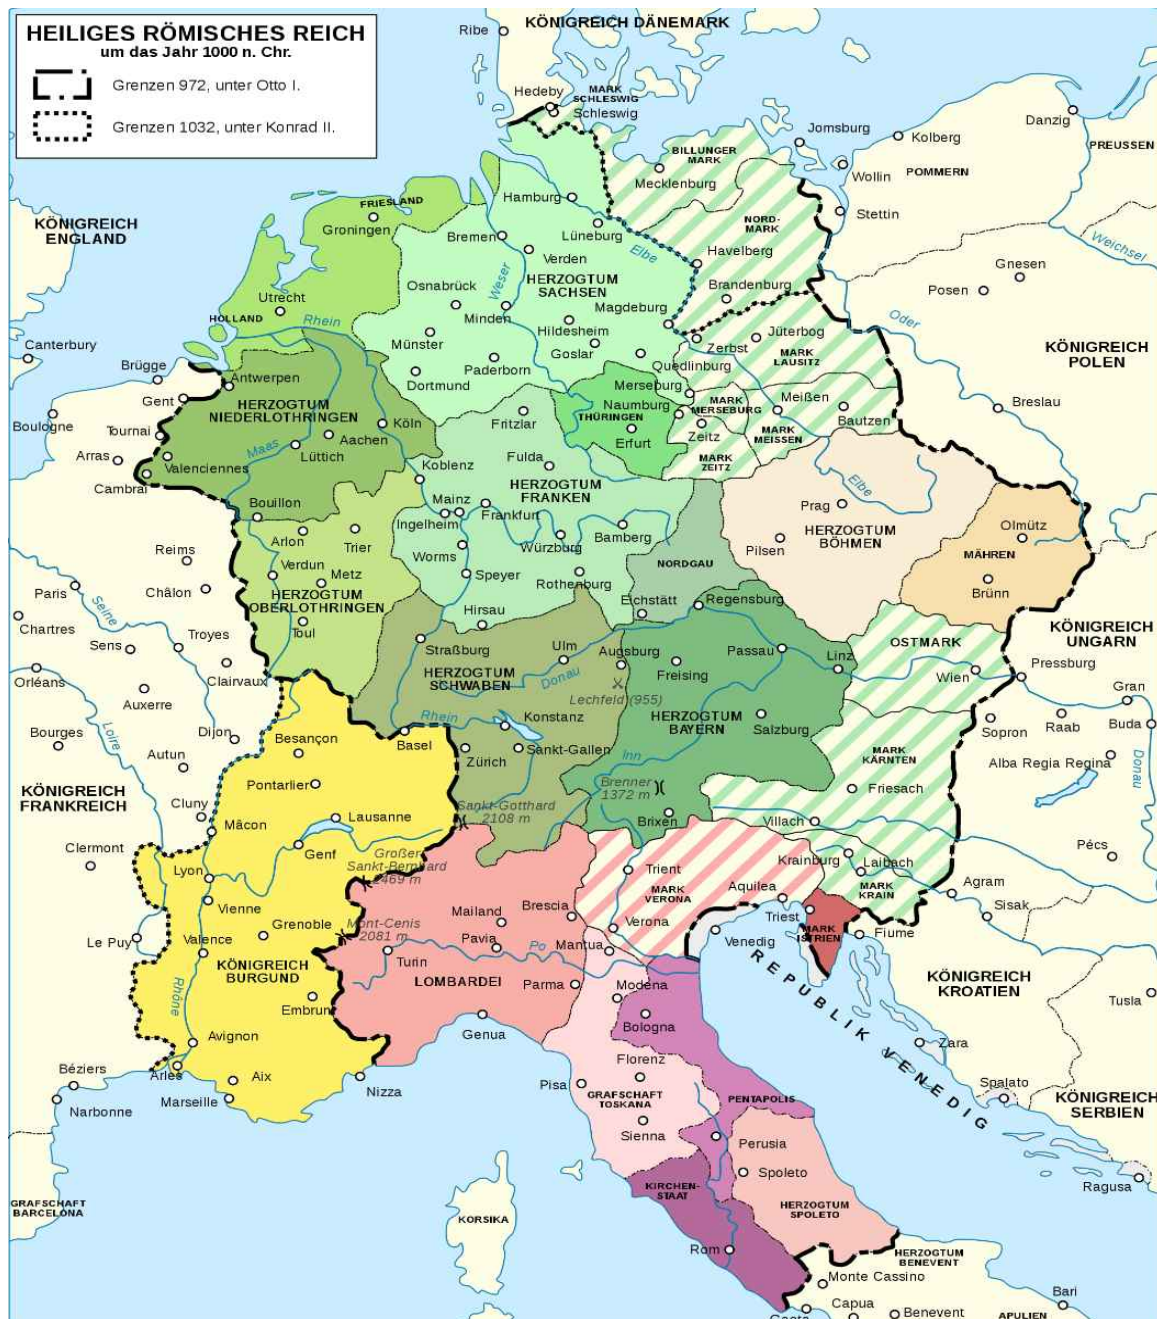 HEILIGES RÖMISCHES REICH
um das Jahr 1000 n. Chr.
Grenzen 972, unter Otto I.
Grenzen 1032, unter Konrad II.
KÖNIGREICH DÄNEMARK
Ribe
Hedeby
MARK
SCHLESWIG
Schleswig
Danzig
Jomsburg
Kolberg
PREUSSEN
BILLUNGER
MARK
Mecklenburg
Wollin
POMMERN
Stettin
FRIESLAND
Groningen
Hamburg
KÖNIGREICH
ENGLAND
Bremen
Lüneburg
NORD-
MARK
Weichsel
Verden
Elbe
Havelberg
Gnesen
Posen
Osnabrück
Weser
HERZOGTUM
SACHSEN
Brandenburg
Utrecht
HOLLAND
Rhein
Minden
Magdeburg
Oder
Hildesheim
Jüterbog
Canterbury
Münster
Goslar
Zerbst
MARK
LAUSITZ
KÖNIGREICH
POLEN
Brügge
Antwerpen
Dortmund
Paderborn
Quedlinburg
Gent
HERZOGTUM
NIEDERLOTHRINGEN
Merseburg
Naumburg
MARK
MERSEBURG
Meißen
Breslau
Boulogne
Tournai
Köln
Fritzlar
THÜRINGEN
Bautzen
Aachen
Erfurt
Zeitz
MARK
MEISSEN
Arras
Maas
Lüttich
Valenciennes
Koblenz
Fulda
MARK
ZEITZ
Cambrai
HERZOGTUM
FRANKEN
Elbe
Bouillon
Mainz
Frankfurt
Prag
Ingelheim
Olmütz
HERZOGTUM
BÖHMEN
Arlon
Trier
Würzburg
Bamberg
Pilsen
Reims
Worms
MÄHREN
Verdun
Metz
Speyer
Rothenburg
NORDGAU
Paris
Châlon
HERZOGTUM
OBERLOTHRINGEN
Brünn
Seine
Hirsau
Eichstätt
Regensburg
Chartres
Troyes
Toul
Sens
Straßburg
Ulm
Augsburg
Passau
Linz
OSTMARK
KÖNIGREICH
UNGARN
HERZOGTUM
SCHWABEN
Donau
Freising
Wien
Pressburg
Orléans
Clairvaux
Lechfeld (955)
Gran
Auxerre
Rhein
Konstanz
HERZOGTUM
BAYERN
Salzburg
Sopron
Raab
Buda
Loire
Dijon
Besançon
Basel
Bourges
Zürich
Sankt-Gallen
Inn
MARK
KÄRNTEN
Autun
Alba Regia Regina
Donau
KÖNIGREICH
FRANKREICH
Pontarlier
Brenner
1372 m
Friesach
Cluny
Sankt-Gotthard
2108 m
Mâcon
Lausanne
Brixen
Villach
Clermont
Genf
Großer
Sankt-Bernhard
2469 m
Krainburg
Laibach
Pécs
Lyon
Trient
MARK
KRAIN
Agram
MARK
VERONA
Aquilea
Vienne
Mont-Cenis
2081 m
Mailand
Brescia
Triest
Sisak
Grenoble
Verona
MARK
ISTRIEN
Fiume
Le Puy
Valence
Pavia
Po
Mantua
Venedig
KÖNIGREICH
BURGUND
Turin
LOMBARDEI
Parma
KÖNIGREICH
KROATIEN
Rhône
Modena
Tusla
Embrun
Genua
Bologna
REPUBLIK VENEDIG
Avignon
Florenz
Zara
Béziers
Arles
Aix
Nizza
Pisa
GRAFSCHAFT
TOSKANA
PENTAPOLIS
Spalato
Narbonne
Marseille
KÖNIGREICH
SERBIEN
Sienna
Perusia
Spoleto
KIRCHEN-
STAAT
Ragusa
GRAFSCHAFT
BARCELONA
KORSIKA
HERZOGTUM
SPOLETO
Rom
HERZOGTUM
BENEVENT
Monte Cassino
Bari
Capua
Gaeta
Benevent
APULIEN